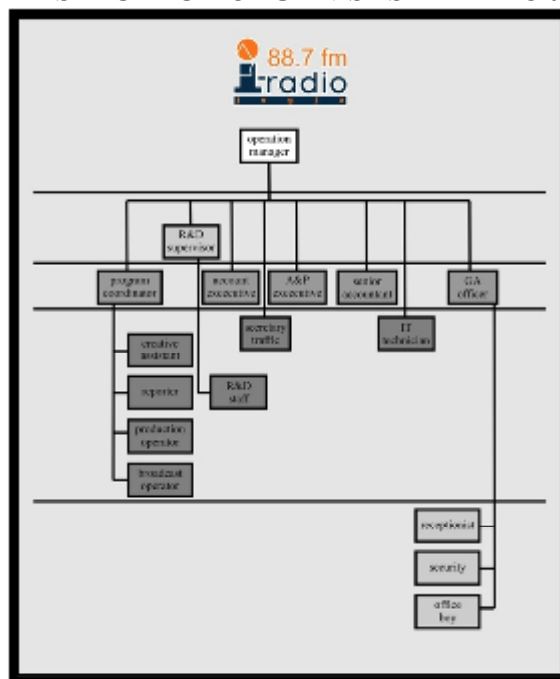 88.7 fm
i-radio
operation
manager
R&D
supervisor
program
coordinator
account
executive
A&P
executive
senior
accountant
GA
officer
secretary
traffic
IT
technician
creative
assistant
reporter
R&D
staff
production
operator
broadcast
operator
receptionist
security
office
boy